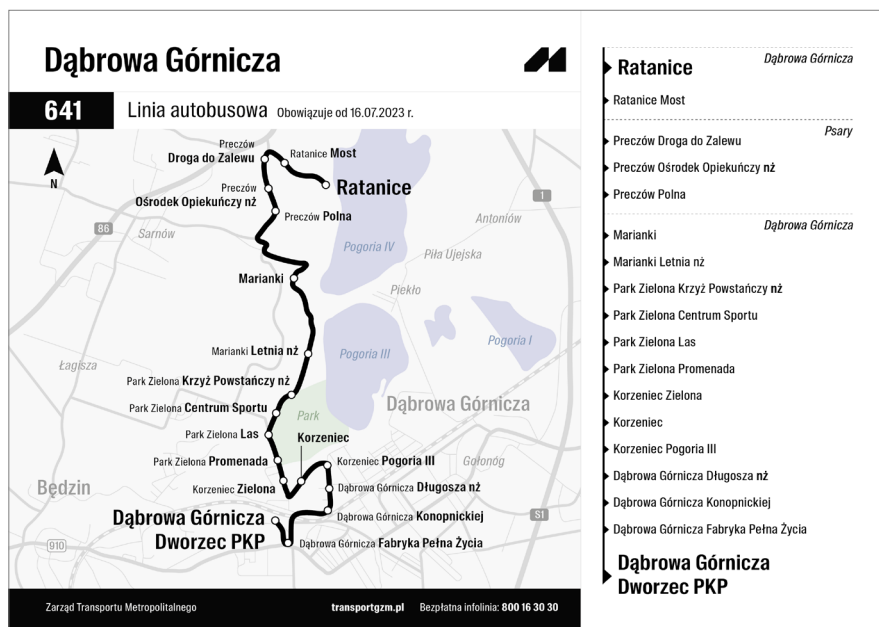 Dąbrowa Górnicza
641
Linia autobusowa Obowiązuje od 16.07.2023 r.
N
Preczów
Droga do Zalewu
Ratanice Most
Ratanice
Preczów
Ośrodek Opiekuńczy nż
Preczów Polna
86
Sarnów
1
Antoniów
Pogoria IV
Piła Ujejska
Marianki
Piekło
Marianki Letnia nż
Pogoria III
Pogoria I
Łagisza
Park Zielona Krzyż Powstańczy nż
Park Zielona Centrum Sportu
Park
Dąbrowa Górnicza
Park Zielona Las
Korzeniec
Park Zielona Promenada
Korzeniec Pogoria III
Gołonóg
Będzin
Korzeniec Zielona
Dąbrowa Górnicza Długosza nż
Dąbrowa Górnicza
Dworzec PKP
Dąbrowa Górnicza Konopnickiej
S1
910
Dąbrowa Górnicza Fabryka Pełna Życia
Zarząd Transportu Metropolitalnego
transportgzm.pl Bezpłatna infolinia: 800 16 30 30
Dąbrowa Górnicza
Ratanice
Ratanice Most
Psary
Preczów Droga do Zalewu
Preczów Ośrodek Opiekuńczy nż
Preczów Polna
Dąbrowa Górnicza
Marianki
Marianki Letnia nż
Park Zielona Krzyż Powstańczy nż
Park Zielona Centrum Sportu
Park Zielona Las
Park Zielona Promenada
Korzeniec Zielona
Korzeniec
Korzeniec Pogoria III
Dąbrowa Górnicza Długosza nż
Dąbrowa Górnicza Konopnickiej
Dąbrowa Górnicza Fabryka Pełna Życia
Dąbrowa Górnicza
Dworzec PKP